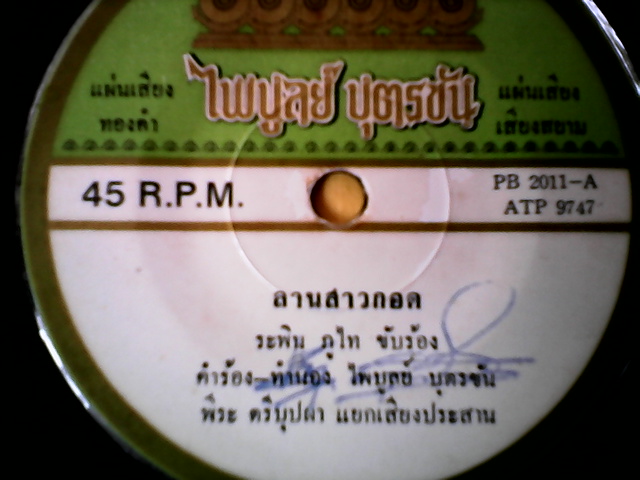 ไพบูลย์ บุตรขัน
แผ่นเสียง
ทองคำ
แผ่นเสียง
เสียงสยาม
45 R.P.M.
PB 2011-A
ATP 9747
ลานสาวกอด
ระพิน ภูไท ขับร้อง
คำร้อง-ทำนอง ไพบูลย์ บุตรขัน
พีระ ตรีบุปผา แยกเสียงประสาน